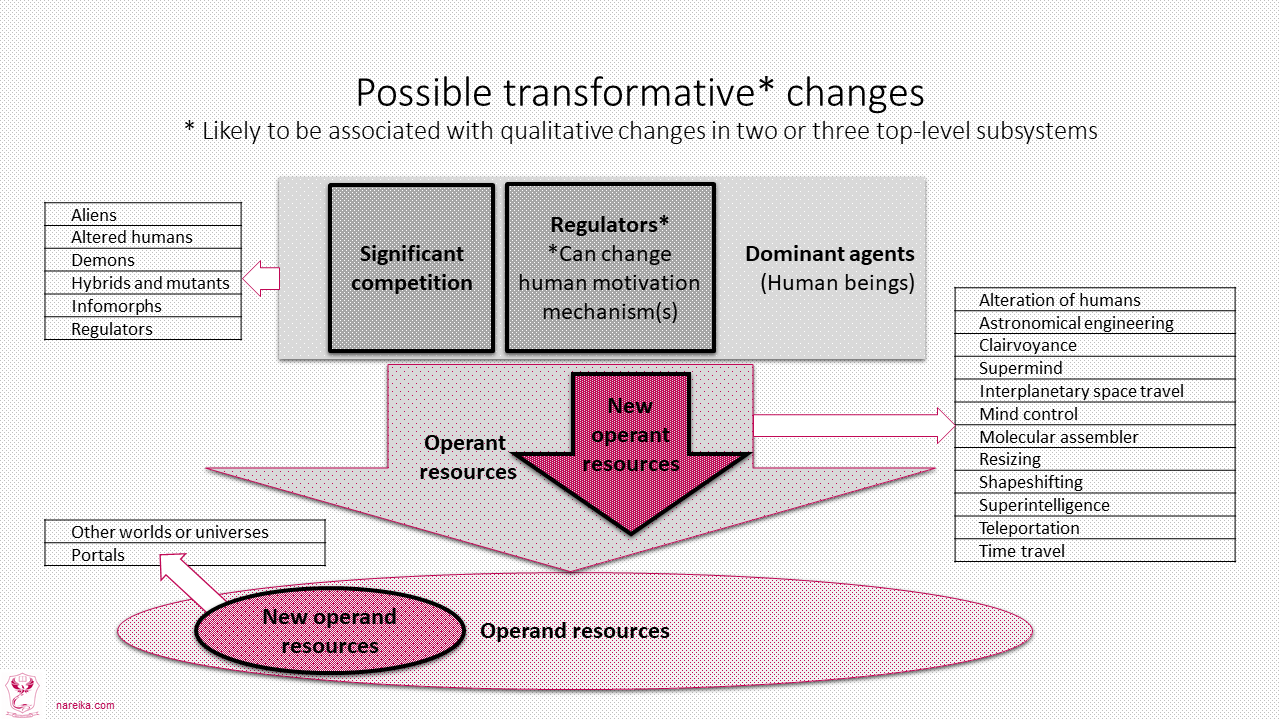 Possible transformative* changes
* Likely to be associated with qualitative changes in two or three top-level subsystems
Aliens
Altered humans
Demons
Hybrids and mutants
Infomorphs
Regulators
Significant
competition
Regulators*
*Can change
human motivation
mechanism(s)
Dominant agents
(Human beings)
Alteration of humans
Astronomical engineering
Clairvoyance
Supermind
Interplanetary space travel
Mind control
Molecular assembler
Resizing
Shapeshifting
Superintelligence
Teleportation
Time travel
Operant
resources
New
operant
resources
Other worlds or universes
Portals
New operand
resources
Operand resources
nareika.com